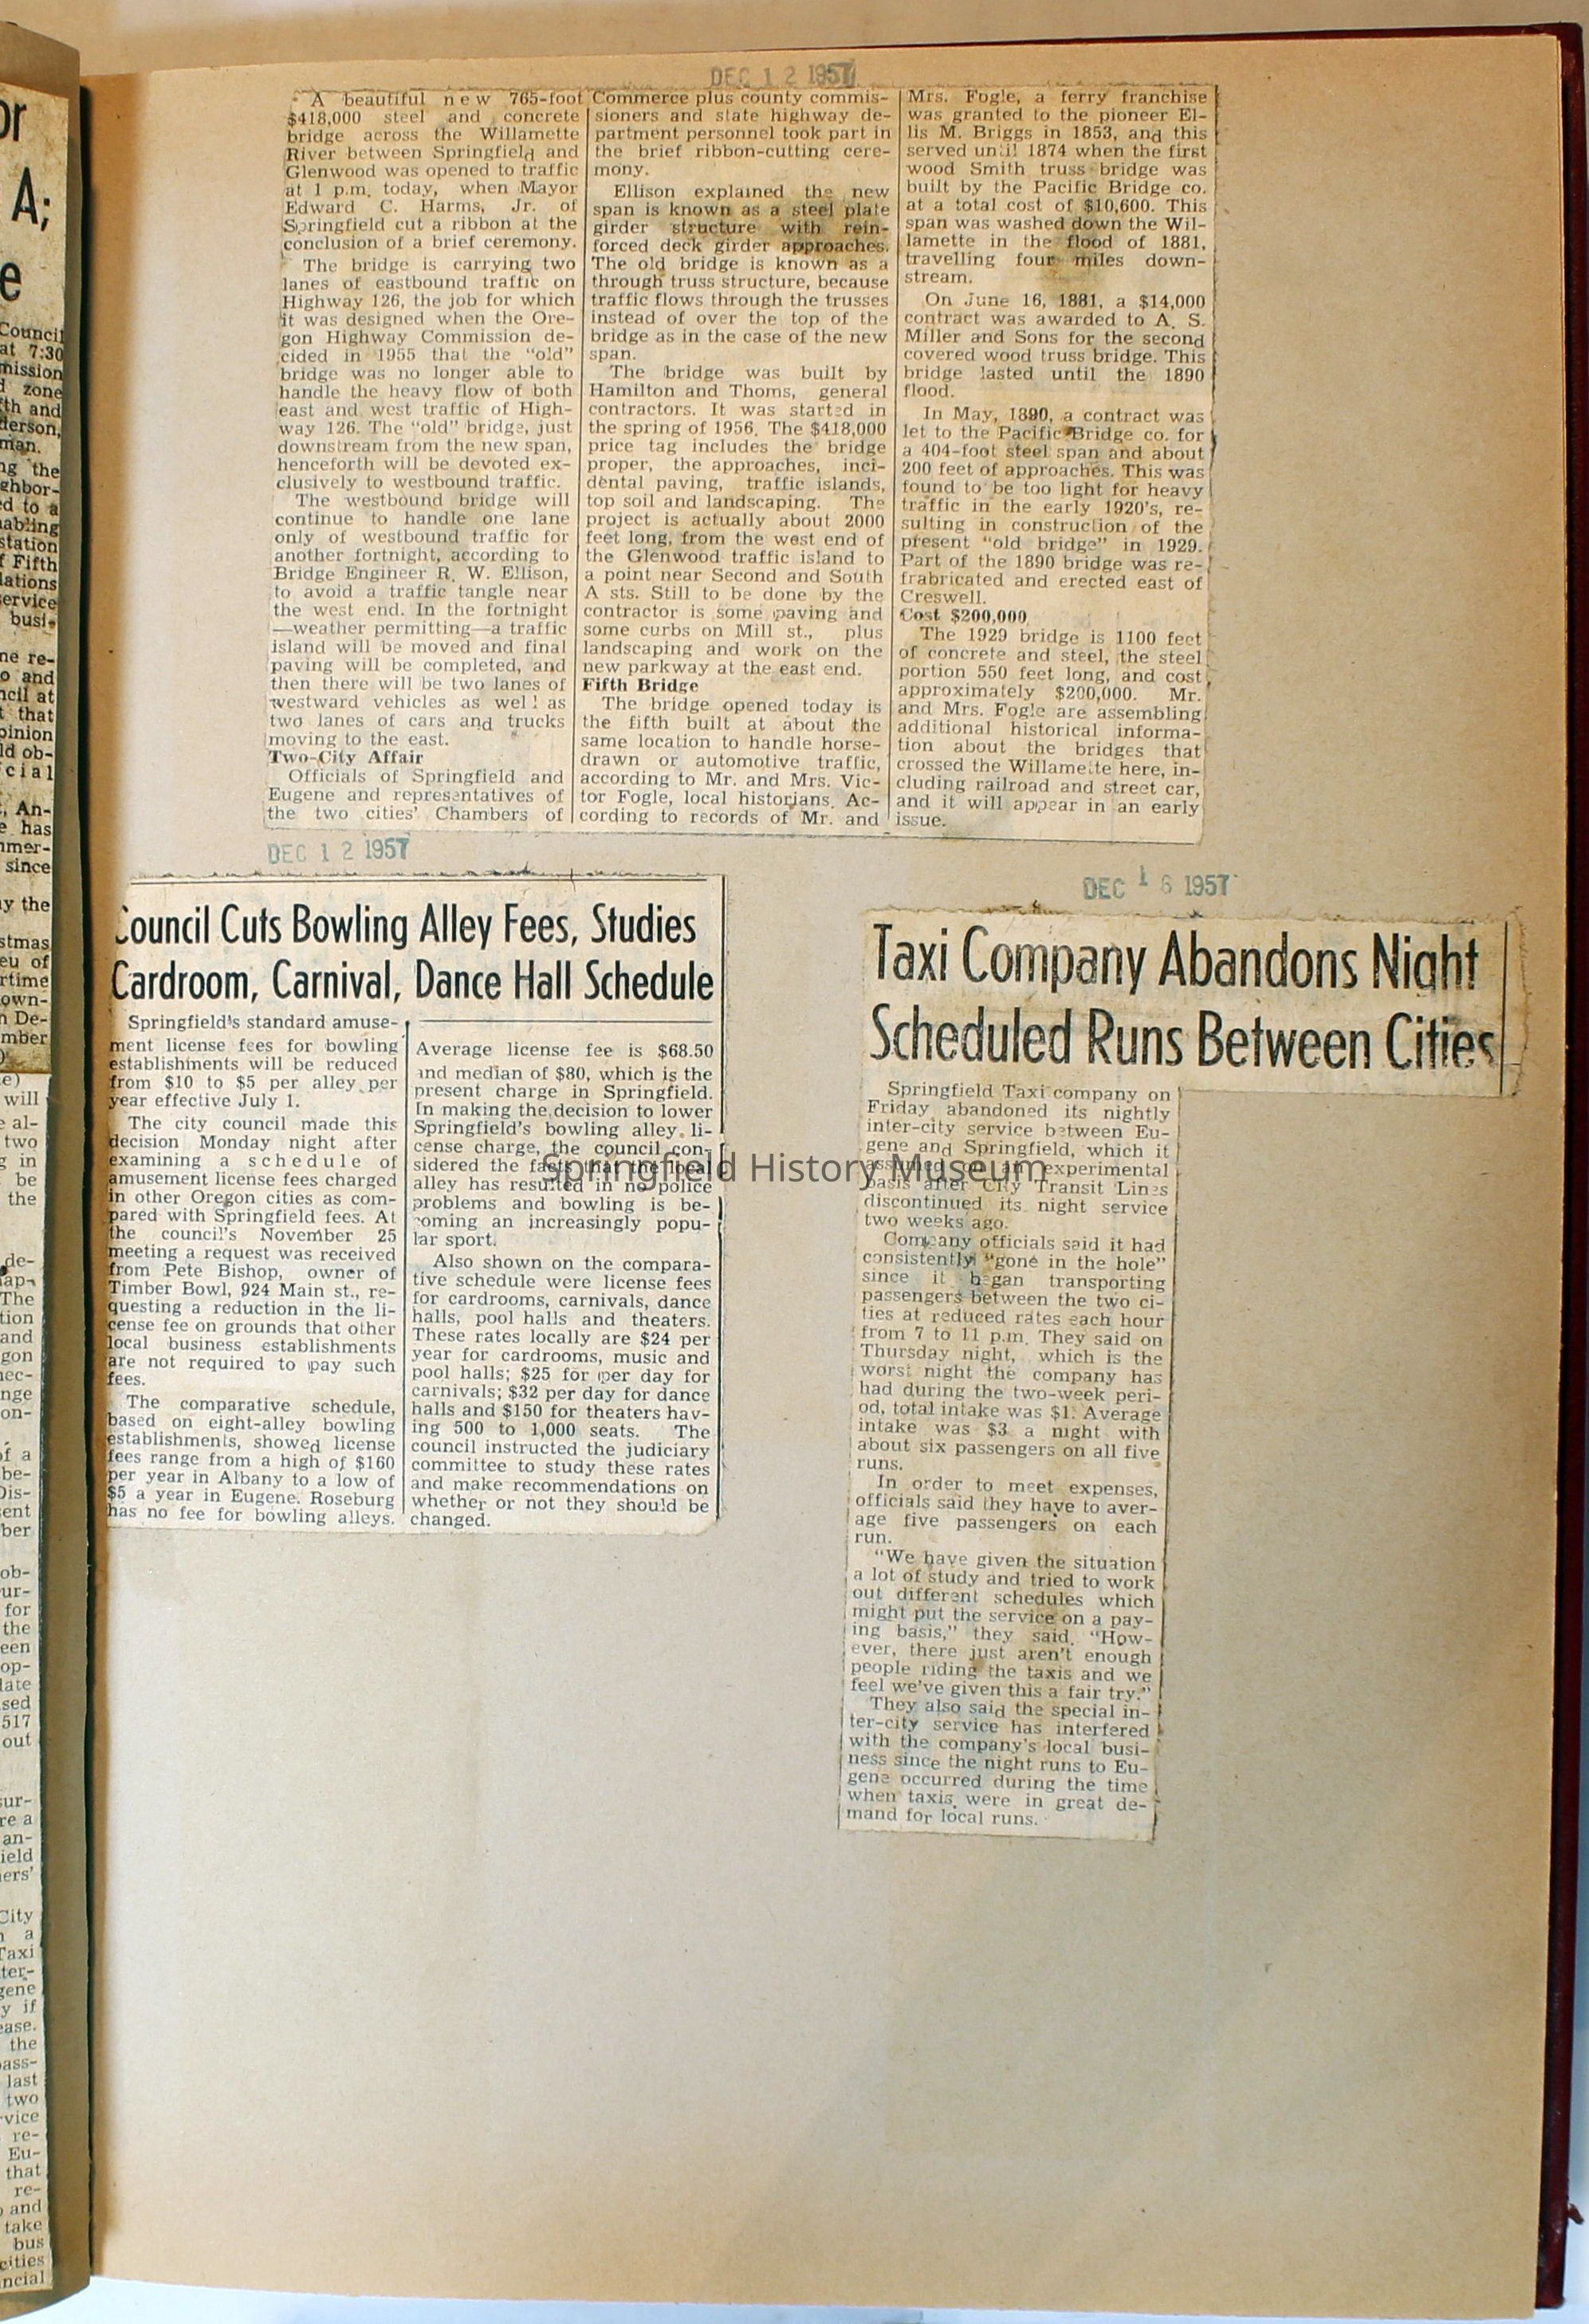 DEC 12 1957
A beautiful new 765-foot
$418,000 steel and concrete
bridge across the Willamette
River between Springfield and
Glenwood was opened to traffic
at 1 p.m. today, when Mayor
Edward C. Harms, Jr. of
Springfield cut a ribbon at the
conclusion of a brief ceremony.
The bridge is carrying two
lanes of eastbound traffic on
Highway 126, the job for which
it was designed when the Ore-
gon Highway Commission de-
cided in 1955 that the "old"
bridge was no longer able to
handle the heavy flow of both
east and west traffic of High-
way 126. The "old" bridge, just
downstream from the new span,
henceforth will be devoted ex-
clusively to westbound traffic.
The westbound bridge will
continue to handle one lane
only of westbound traffic for
another fortnight, according to
Bridge Engineer R. W. Ellison,
to avoid a traffic tangle near
the west end. In the fortnight
—weather permitting—a traffic
island will be moved and final
paving will be completed, and
then there will be two lanes of
westward vehicles as well as
two lanes of cars and trucks
moving to the east.
Two-City Affair
Officials of Springfield and
Eugene and representatives of
the two cities' Chambers of
Commerce plus county commis-
sioners and state highway de-
partment personnel took part in
the brief ribbon-cutting cere-
mony.
Ellison explained the new
span is known as a steel plate
girder structure with rein-
forced deck girder approaches.
The old bridge is known as a
through truss structure, because
traffic flows through the trusses
instead of over the top of the
bridge as in the case of the new
span.
The bridge was built by
Hamilton and Thoms, general
contractors. It was started in
the spring of 1956. The $418,000
price tag includes the bridge
proper, the approaches, inci-
dental paving, traffic islands,
top soil and landscaping. The
project is actually about 2000
feet long, from the west end of
the Glenwood traffic island to
a point near Second and South
A sts. Still to be done by the
contractor is some paving and
some curbs on Mill st., plus
landscaping and work on the
new parkway at the east end.
Fifth Bridge
The bridge opened today is
the fifth built at about the
same location to handle horse-
drawn or automotive traffic,
according to Mr. and Mrs. Vic-
tor Fogle, local historians. Ac-
cording to records of Mr. and
Mrs. Fogle, a ferry franchise
was granted to the pioneer El-
lis M. Briggs in 1853, and this
served until 1874 when the first
wood Smith truss bridge was
built by the Pacific Bridge co.
at a total cost of $10,600. This
span was washed down the Wil-
lamette in the flood of 1881,
travelling four miles down-
stream.
On June 16, 1881, a $14,000
contract was awarded to A. S.
Miller and Sons for the second
covered wood truss bridge. This
bridge lasted until the 1890
flood.
In May, 1890, a contract was
let to the Pacific Bridge co. for
a 404-foot steel span and about
200 feet of approaches. This was
found to be too light for heavy
traffic in the early 1920's, re-
sulting in construction of the
present "old bridge" in 1929.
Part of the 1890 bridge was re-
frabricated and erected east of
Creswell.
Cost $200,000
The 1929 bridge is 1100 feet
of concrete and steel, the steel
portion 550 feet long, and cost
approximately $200,000. Mr.
and Mrs. Fogle are assembling
additional historical informa-
tion about the bridges that
crossed the Willamette here, in-
cluding railroad and street car,
and it will appear in an early
issue.
DEC 12 1957
Council Cuts Bowling Alley Fees, Studies
Cardroom, Carnival, Dance Hall Schedule
Springfield's standard amuse-
ment license fees for bowling
establishments will be reduced
from $10 to $5 per alley per
year effective July 1.
The city council made this
decision Monday night after
examining a schedule of
amusement license fees charged
in other Oregon cities as com-
pared with Springfield fees. At
the council's November 25
meeting a request was received
from Pete Bishop, owner of
Timber Bowl, 924 Main st., re-
questing a reduction in the li-
cense fee on grounds that other
local business establishments
are not required to pay such
fees.
The comparative schedule,
based on eight-alley bowling
establishments, showed license
fees range from a high of $160
per year in Albany to a low of
$5 a year in Eugene. Roseburg
has no fee for bowling alleys.
Average license fee is $68.50
and median of $80, which is the
present charge in Springfield.
In making the decision to lower
Springfield's bowling alley li-
cense charge, the council con-
sidered the facts that the local
alley has resulted in no police
problems and bowling is be-
coming an increasingly popu-
lar sport.
Also shown on the compara-
tive schedule were license fees
for cardrooms, carnivals, dance
halls, pool halls and theaters.
These rates locally are $24 per
year for cardrooms, music and
pool halls; $25 for per day for
carnivals; $32 per day for dance
halls and $150 for theaters hav-
ing 500 to 1,000 seats. The
council instructed the judiciary
committee to study these rates
and make recommendations on
whether or not they should be
changed.
DEC 16 1957
Taxi Company Abandons Night
Scheduled Runs Between Cities
Springfield Taxi company on
Friday abandoned its nightly
inter-city service between Eu-
gene and Springfield, which it
experimental
basis after City Transit Lines
discontinued its night service
two weeks ago.
Company officials said it had
consistently "gone in the hole"
since it began transporting
passengers between the two ci-
ties at reduced rates each hour
from 7 to 11 p.m. They said on
Thursday night, which is the
worst night the company has
had during the two-week peri-
od, total intake was $1. Average
intake was $3 a night with
about six passengers on all five
runs.
In order to meet expenses,
officials said they have to aver-
age five passengers on each
run.
"We have given the situation
a lot of study and tried to work
out different schedules which
might put the service on a pay-
ing basis," they said. "How-
ever, there just aren't enough
people riding the taxis and we
feel we've given this a fair try."
They also said the special in-
ter-city service has interfered
with the company's local busi-
ness since the night runs to Eu-
gene occurred during the time
when taxis were in great de-
mand for local runs.
Springfield History Museum